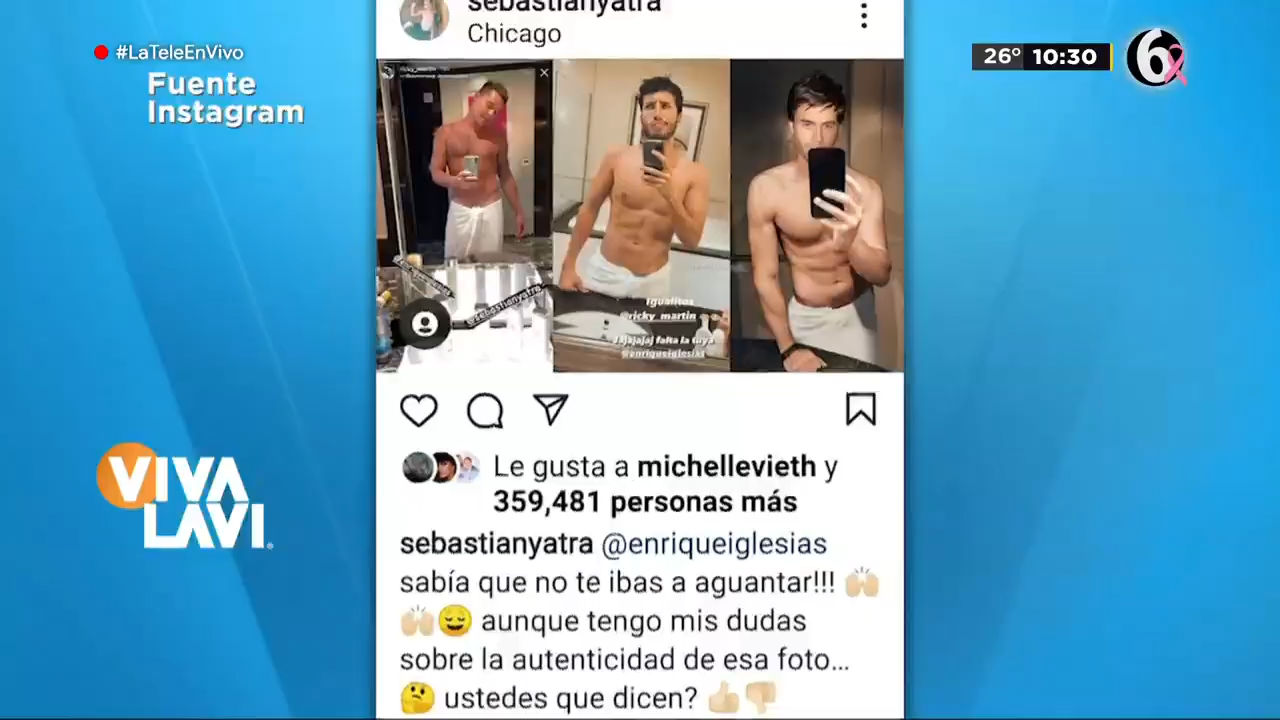 sebastianyatra
Chicago
#LaTeleEnVivo
Fuente
Instagram
26° 10:30
6
@sebastianyatra
Igualitos
@ricky_martin
Jajajajaj falta la tuya
@enriqueiglesias
Le gusta a michellevieth y
359,481 personas más
sebastianyatra @enriqueiglesias
sabía que no te ibas a aguantar!!! 🙌🏻
🙌🏻😌 aunque tengo mis dudas
sobre la autenticidad de esa foto...
🤔 ustedes que dicen? 👍🏻👎🏻
VIVA
LAVI